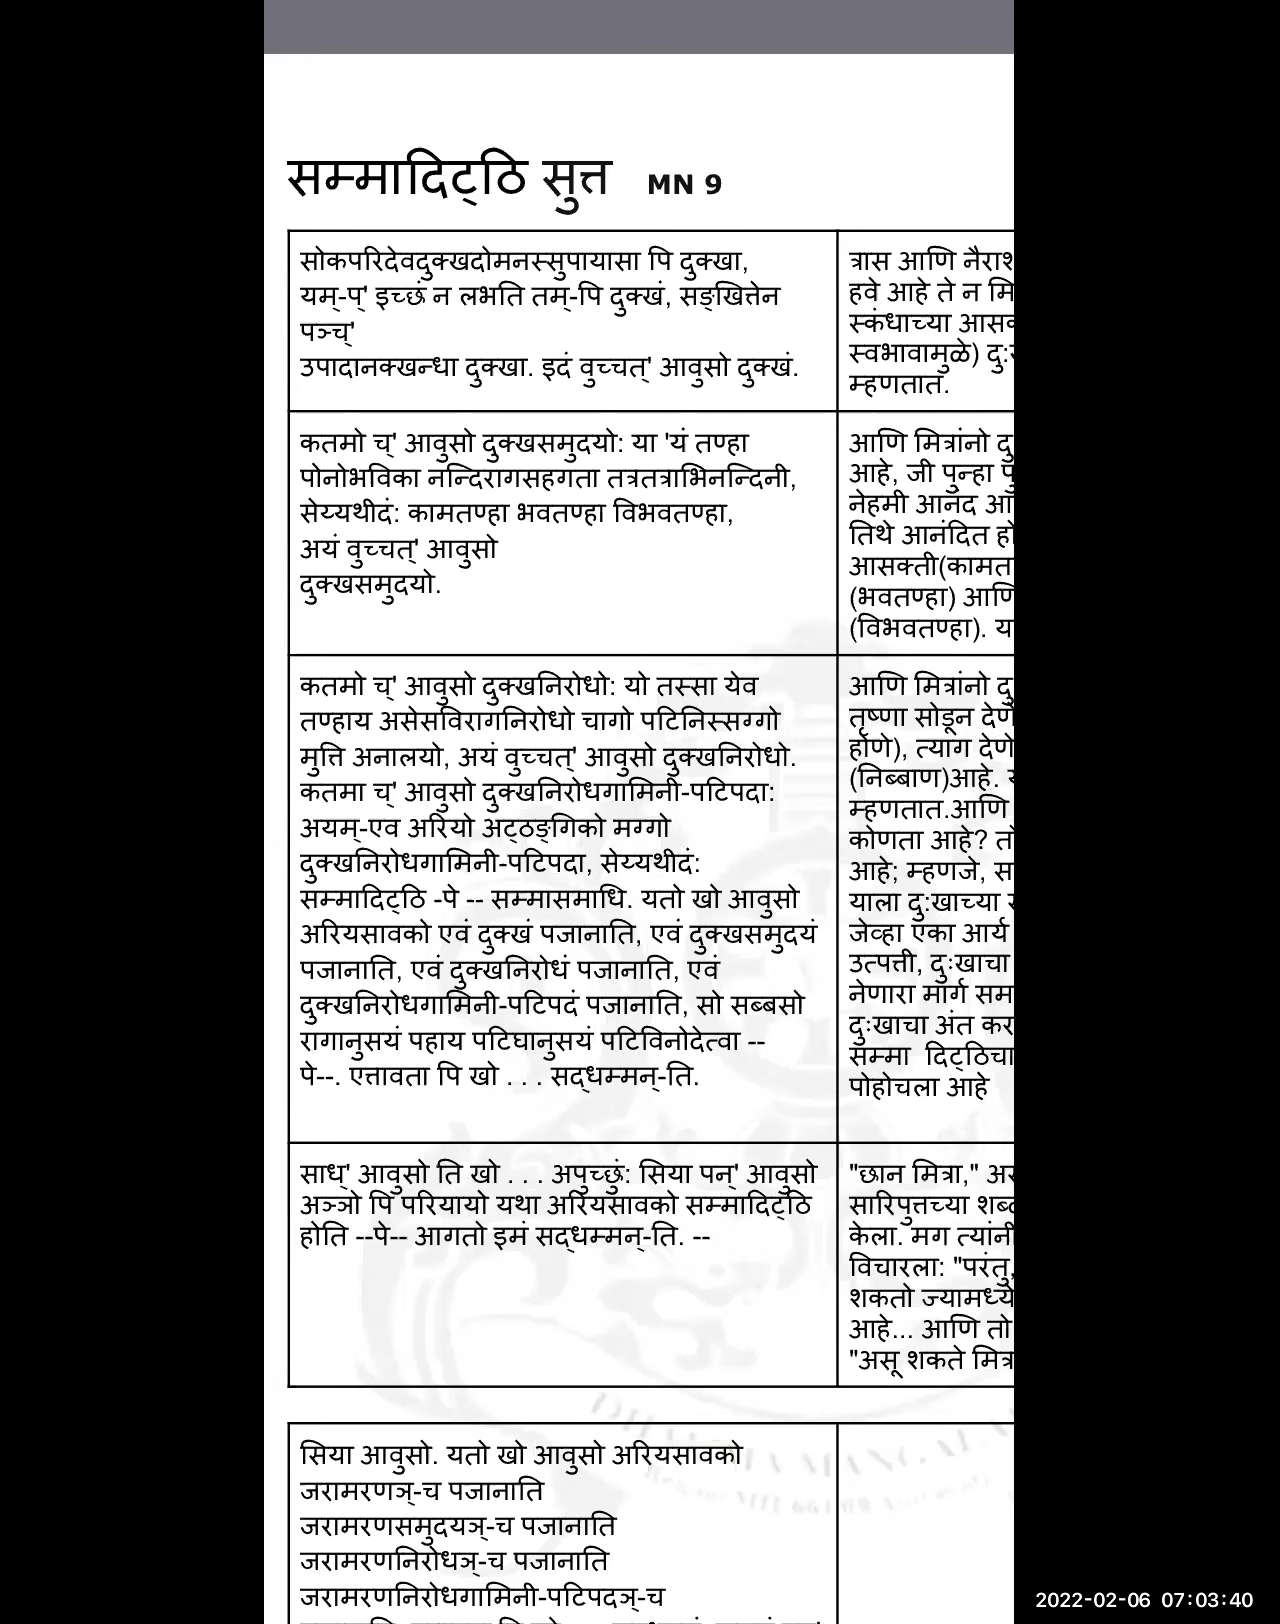 सम्मादिट्ठि सुत्त MN 9
सोकपरिदेवदुक्खदोमनस्सुपायासा पि दुक्खा,
यम्-प्' इच्छं न लभति तम्-पि दुक्खं, सङ्खित्तेन
पञ्च्'
उपादानक्खन्धा दुक्खा. इदं वुच्चत्' आवुसो दुक्खं.
त्रास आणि
हवे आहे ते न
स्कंधाच्या
स्वभावामुळे)
म्हणतात.
कतमो च्' आवुसो दुक्खसमुदयो: या 'यं तण्हा
पोनोभविका नन्दिरागसहगता तत्रतत्राभिनन्दिनी,
सेय्यथीदं: कामतण्हा भवतण्हा विभवतण्हा,
अयं वुच्चत्' आवुसो
दुक्खसमुदयो.
आणि मित्रांनो
आहे, जी पुन्हा
नेहमी आनंद
तिथे आनंदित
आसक्ती(कामत
(भवतण्हा) आणि
(विभवतण्हा).
कतमो च्' आवुसो दुक्खनिरोधो: यो तस्सा येव
तण्हाय असेसविरागनिरोधो चागो पटिनिस्सग्गो
मुत्ति अनालयो, अयं वुच्चत्' आवुसो दुक्खनिरोधो.
कतमा च्' आवुसो दुक्खनिरोधगामिनी-पटिपदा:
अयम्-एव अरियो अट्ठङ्गिको मग्गो
दुक्खनिरोधगामिनी-पटिपदा, सेय्यथीदं:
सम्मादिट्ठि -पे -- सम्मासमाधि. यतो खो आवुसो
अरियसावको एवं दुक्खं पजानाति, एवं दुक्खसमुदयं
पजानाति, एवं दुक्खनिरोधं पजानाति, एवं
दुक्खनिरोधगामिनी-पटिपदं पजानाति, सो सब्बसो
रागानुसयं पहाय पटिघानुसयं पटिविनोदेत्वा --
पे--. एत्तावता पि खो . . . सद्धम्मन्-ति.
आणि मित्रांनो
तृष्णा सोडून
होणे), त्याग देणे
(निब्बाण)आहे.
म्हणतात.आणि
कोणता आहे?
आहे; म्हणजे,
याला दु:खाच्या
जेव्हा एका आर्य
उत्पत्ती, दुःखाचा
नेणारा मार्ग
दुःखाचा अंत
सम्मा दिट्ठिचा
पोहोचला आहे
साध्' आवुसो ति खो . . . अपुच्छुं: सिया पन्' आवुसो
अञ्ञो पि परियायो यथा अरियसावको सम्मादिट्ठि
होति --पे-- आगतो इमं सद्धम्मन्-ति. --
"छान मित्रा,"
सारिपुत्तच्या
केला. मग त्यांनी
विचारला: "परंतु,
शकतो ज्यामध्ये
आहे... आणि तो
"असू शकते मित्र
सिया आवुसो. यतो खो आवुसो अरियसावको
जरामरणञ्-च पजानाति
जरामरणसमुदयञ्-च पजानाति
जरामरणनिरोधञ्-च पजानाति
जरामरणनिरोधगामिनी-पटिपदञ्-च
2022-02-06 07:03:40